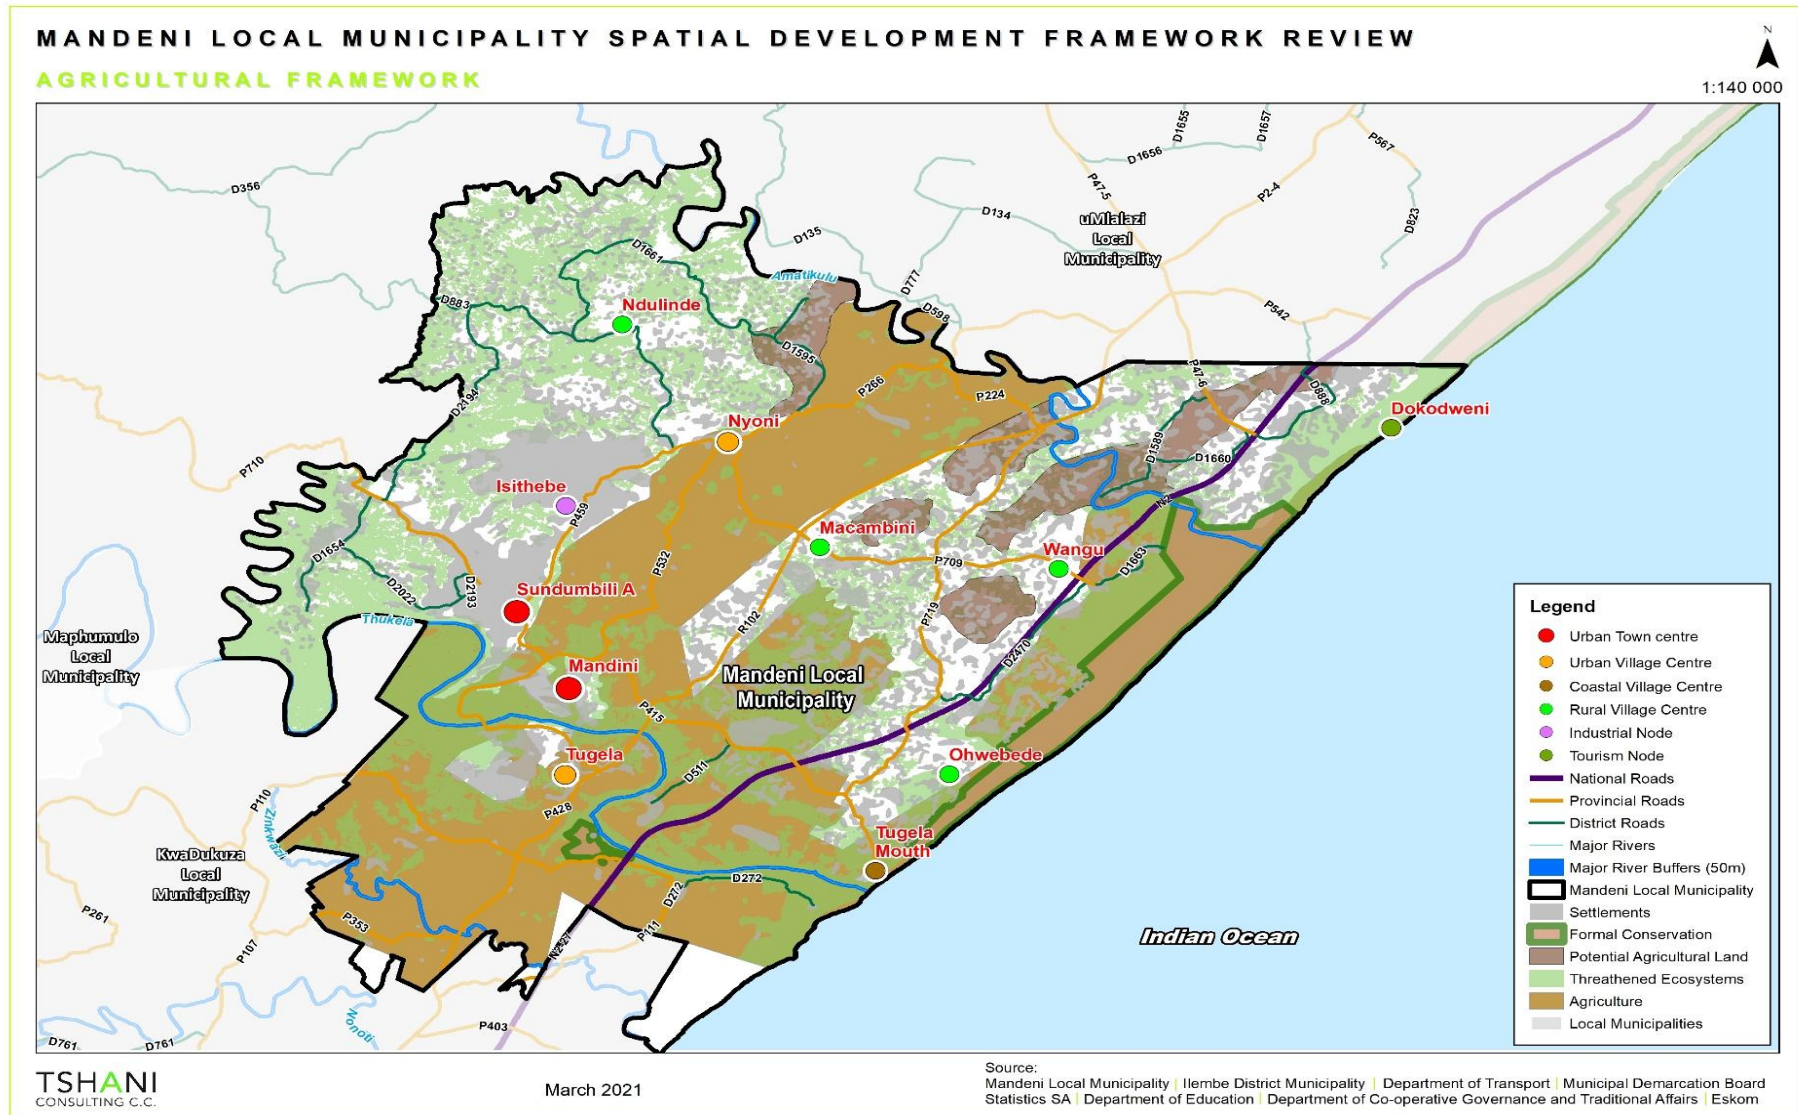 MANDENI LOCAL MUNICIPALITY SPATIAL DEVELOPMENT FRAMEWORK REVIEW
AGRICULTURAL FRAMEWORK
N
1:140 000
D356
D135
D134
D1656
D1655
D1657
P567
P47-5
P2-4
D823
uMlalazi
Local
Municipality
D777
P542
D598
Amatikulu
D1661
D883
Ndulinde
D1595
P266
P224
P47-6
D888
Dokodweni
D2194
Nyoni
D1589
D1660
P710
Isithebe
P459
N2
Macambini
P532
P709
Wangu
D1663
D1654
D2022
D2193
Sundumbili A
Thukela
R102
P719
D2470
Maphumulo
Local
Municipality
Mandini
Mandeni Local
Municipality
P415
Tugela
D511
Ohwebede
P428
P110
Zinkwazi
Tugela
Mouth
KwaDukuza
Local
Municipality
D272
D272
P261
P353
P107
N2-27
P111
Indian Ocean
Nonoti
P403
D761
D761
Legend
Urban Town centre
Urban Village Centre
Coastal Village Centre
Rural Village Centre
Industrial Node
Tourism Node
National Roads
Provincial Roads
District Roads
Major Rivers
Major River Buffers (50m)
Mandeni Local Municipality
Settlements
Formal Conservation
Potential Agricultural Land
Threathened Ecosystems
Agriculture
Local Municipalities
TSHANI
CONSULTING C.C.
March 2021
Source:
Mandeni Local Municipality | Ilembe District Municipality | Department of Transport | Municipal Demarcation Board
Statistics SA | Department of Education | Department of Co-operative Governance and Traditional Affairs | Eskom